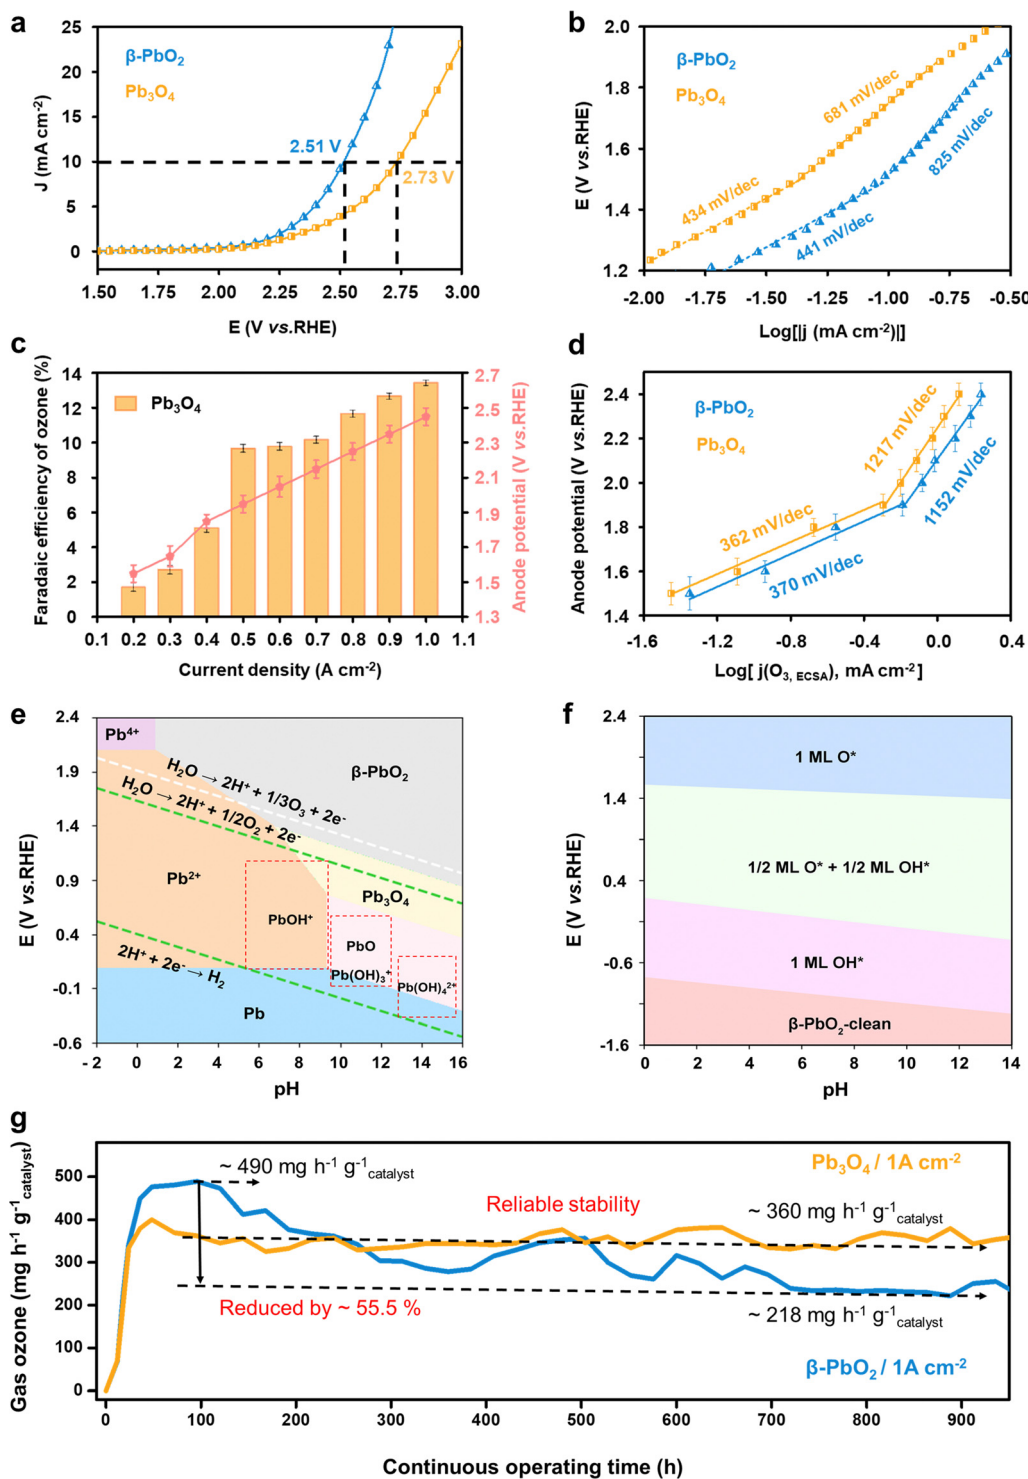 a
J (mA cm⁻²)
25
20
15
10
5
0
β-PbO₂
Pb₃O₄
2.51 V
2.73 V
1.50
1.75
2.00
2.25
2.50
2.75
3.00
E (V vs.RHE)
b
E (V vs.RHE)
2.0
1.8
1.6
1.4
1.2
β-PbO₂
Pb₃O₄
681 mV/dec
825 mV/dec
434 mV/dec
441 mV/dec
-2.00
-1.75
-1.50
-1.25
-1.00
-0.75
-0.50
Log[|j (mA cm⁻²)|]
c
Faradaic efficiency of ozone (%)
14
12
10
8
6
4
2
0
Pb₃O₄
2.7
2.5
2.3
2.1
1.9
1.7
1.5
1.3
Anode potential (V vs.RHE)
0.1 0.2 0.3 0.4 0.5 0.6 0.7 0.8 0.9 1.0 1.1
Current density (A cm⁻²)
d
Anode potential (V vs.RHE)
2.4
2.2
2.0
1.8
1.6
1.4
β-PbO₂
Pb₃O₄
1217 mV/dec
1152 mV/dec
362 mV/dec
370 mV/dec
-1.6
-1.2
-0.8
-0.4
0.0
0.4
Log[ j(O₃, ECSA), mA cm⁻²]
e
E (V vs.RHE)
2.4
1.9
1.4
0.9
0.4
-0.1
-0.6
Pb⁴⁺
β-PbO₂
H₂O → 2H⁺ + 1/3O₃ + 2e⁻
H₂O → 2H⁺ + 1/2O₂ + 2e⁻
Pb²⁺
Pb₃O₄
PbOH⁺
PbO
Pb(OH)₃⁺
Pb(OH)₄²⁺
2H⁺ + 2e⁻ → H₂
Pb
- 2 0 2 4 6 8 10 12 14 16
pH
f
E (V vs.RHE)
2.4
1.4
0.4
-0.6
-1.6
1 ML O*
1/2 ML O* + 1/2 ML OH*
1 ML OH*
β-PbO₂-clean
0 2 4 6 8 10 12 14
pH
g
Gas ozone (mg h⁻¹ g⁻¹catalyst)
500
400
300
200
100
0
~ 490 mg h⁻¹ g⁻¹catalyst
Pb₃O₄ / 1A cm⁻²
Reliable stability
~ 360 mg h⁻¹ g⁻¹catalyst
Reduced by ~ 55.5 %
~ 218 mg h⁻¹ g⁻¹catalyst
β-PbO₂ / 1A cm⁻²
0 100 200 300 400 500 600 700 800 900
Continuous operating time (h)